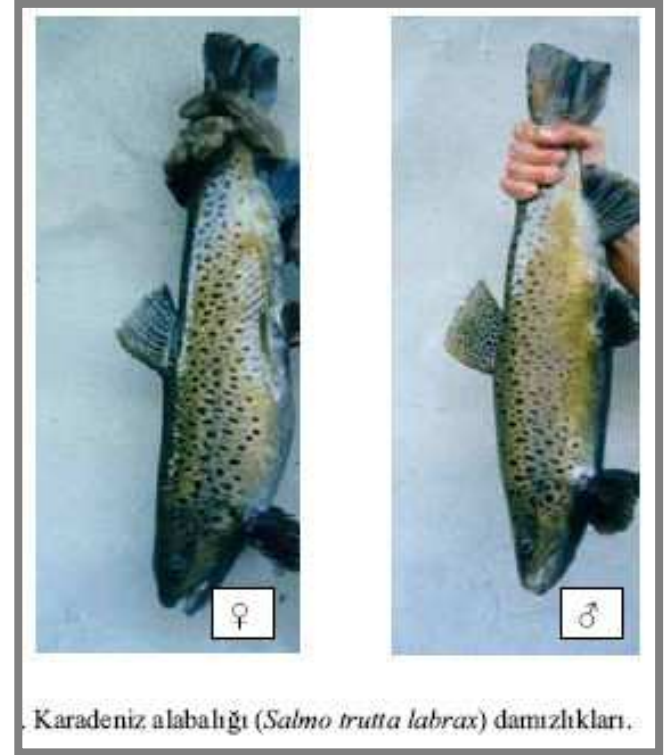 ♀ ♂
. Karadeniz alabalığı (Salmo trutta labrax) damızlıkları.